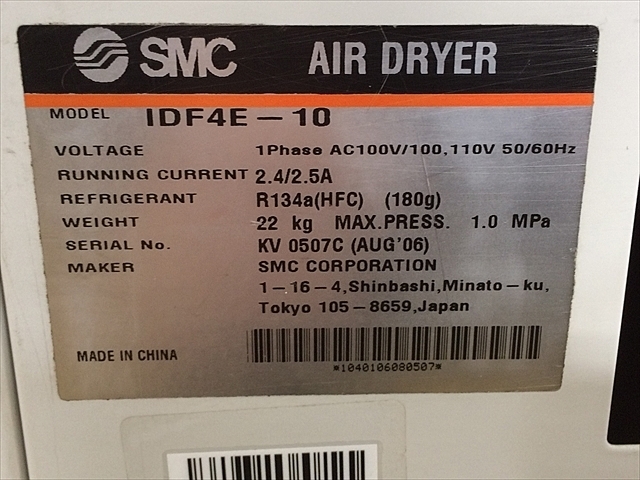 SMC AIR DRYER
MODEL IDF4E-10
VOLTAGE 1Phase AC100V/100,110V 50/60Hz
RUNNING CURRENT 2.4/2.5A
REFRIGERANT R134a(HFC) (180g)
WEIGHT 22 kg MAX.PRESS. 1.0 MPa
SERIAL No. KV 0507C (AUG'06)
MAKER SMC CORPORATION
1-16-4,Shinbashi,Minato-ku,
Tokyo 105-8659,Japan
MADE IN CHINA
*1040106080507*